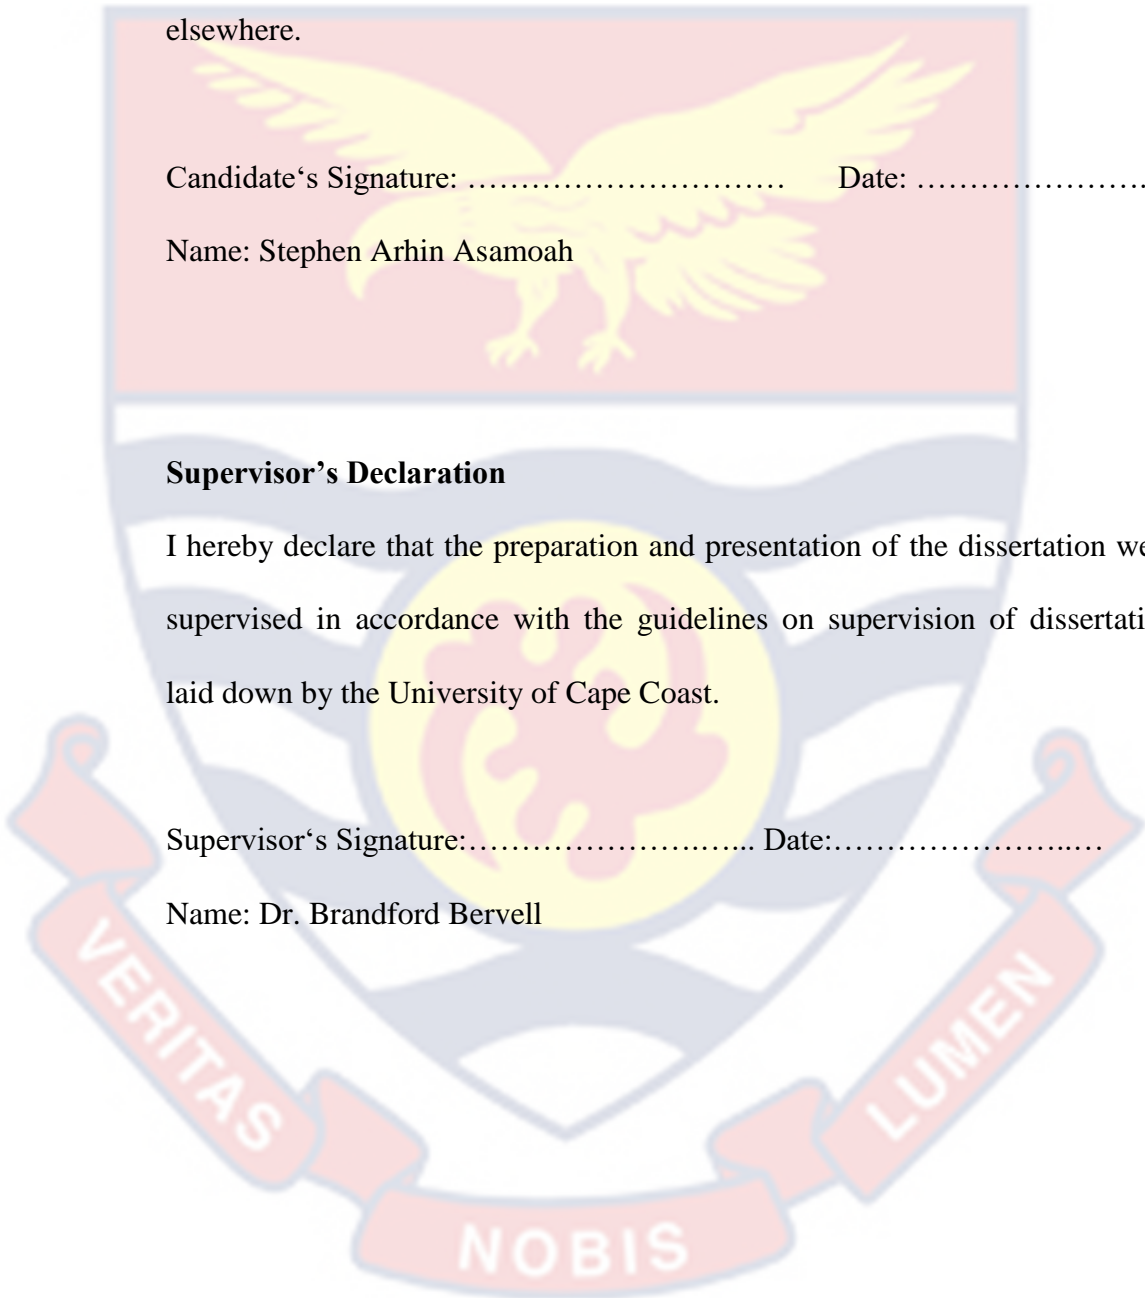 elsewhere.
Candidate‘s Signature: ………………………… Date: …………………….
Name: Stephen Arhin Asamoah
Supervisor’s Declaration
I hereby declare that the preparation and presentation of the dissertation we
supervised in accordance with the guidelines on supervision of dissertati
laid down by the University of Cape Coast.
Supervisor‘s Signature:………………….…... Date:…………………..…
Name: Dr. Brandford Bervell
VERITAS
NOBIS
LUMEN